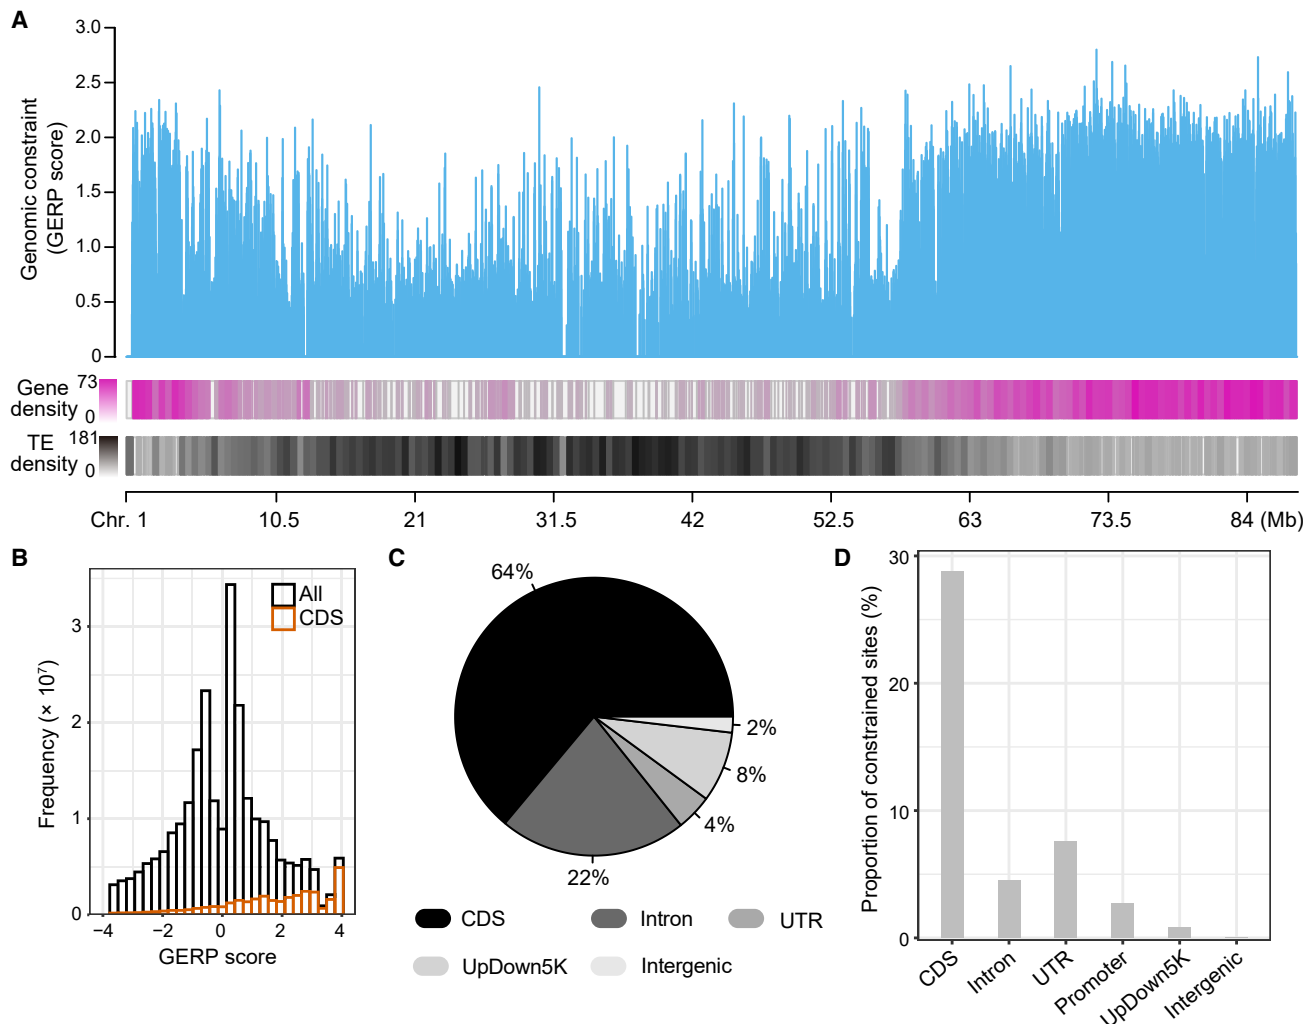 A
Genomic constraint
(GERP score)
3.0
2.5
2.0
1.5
1.0
0.5
0
Gene
density
73
0
TE
density
181
0
Chr. 1
10.5
21
31.5
42
52.5
63
73.5
84 (Mb)
B
Frequency (× 10⁷)
3
2
1
0
All
CDS
−4
−2
0
2
4
GERP score
C
64%
2%
8%
4%
22%
CDS
Intron
UTR
UpDown5K
Intergenic
D
Proportion of constrained sites (%)
30
20
10
0
CDS
Intron
UTR
Promoter
UpDown5K
Intergenic